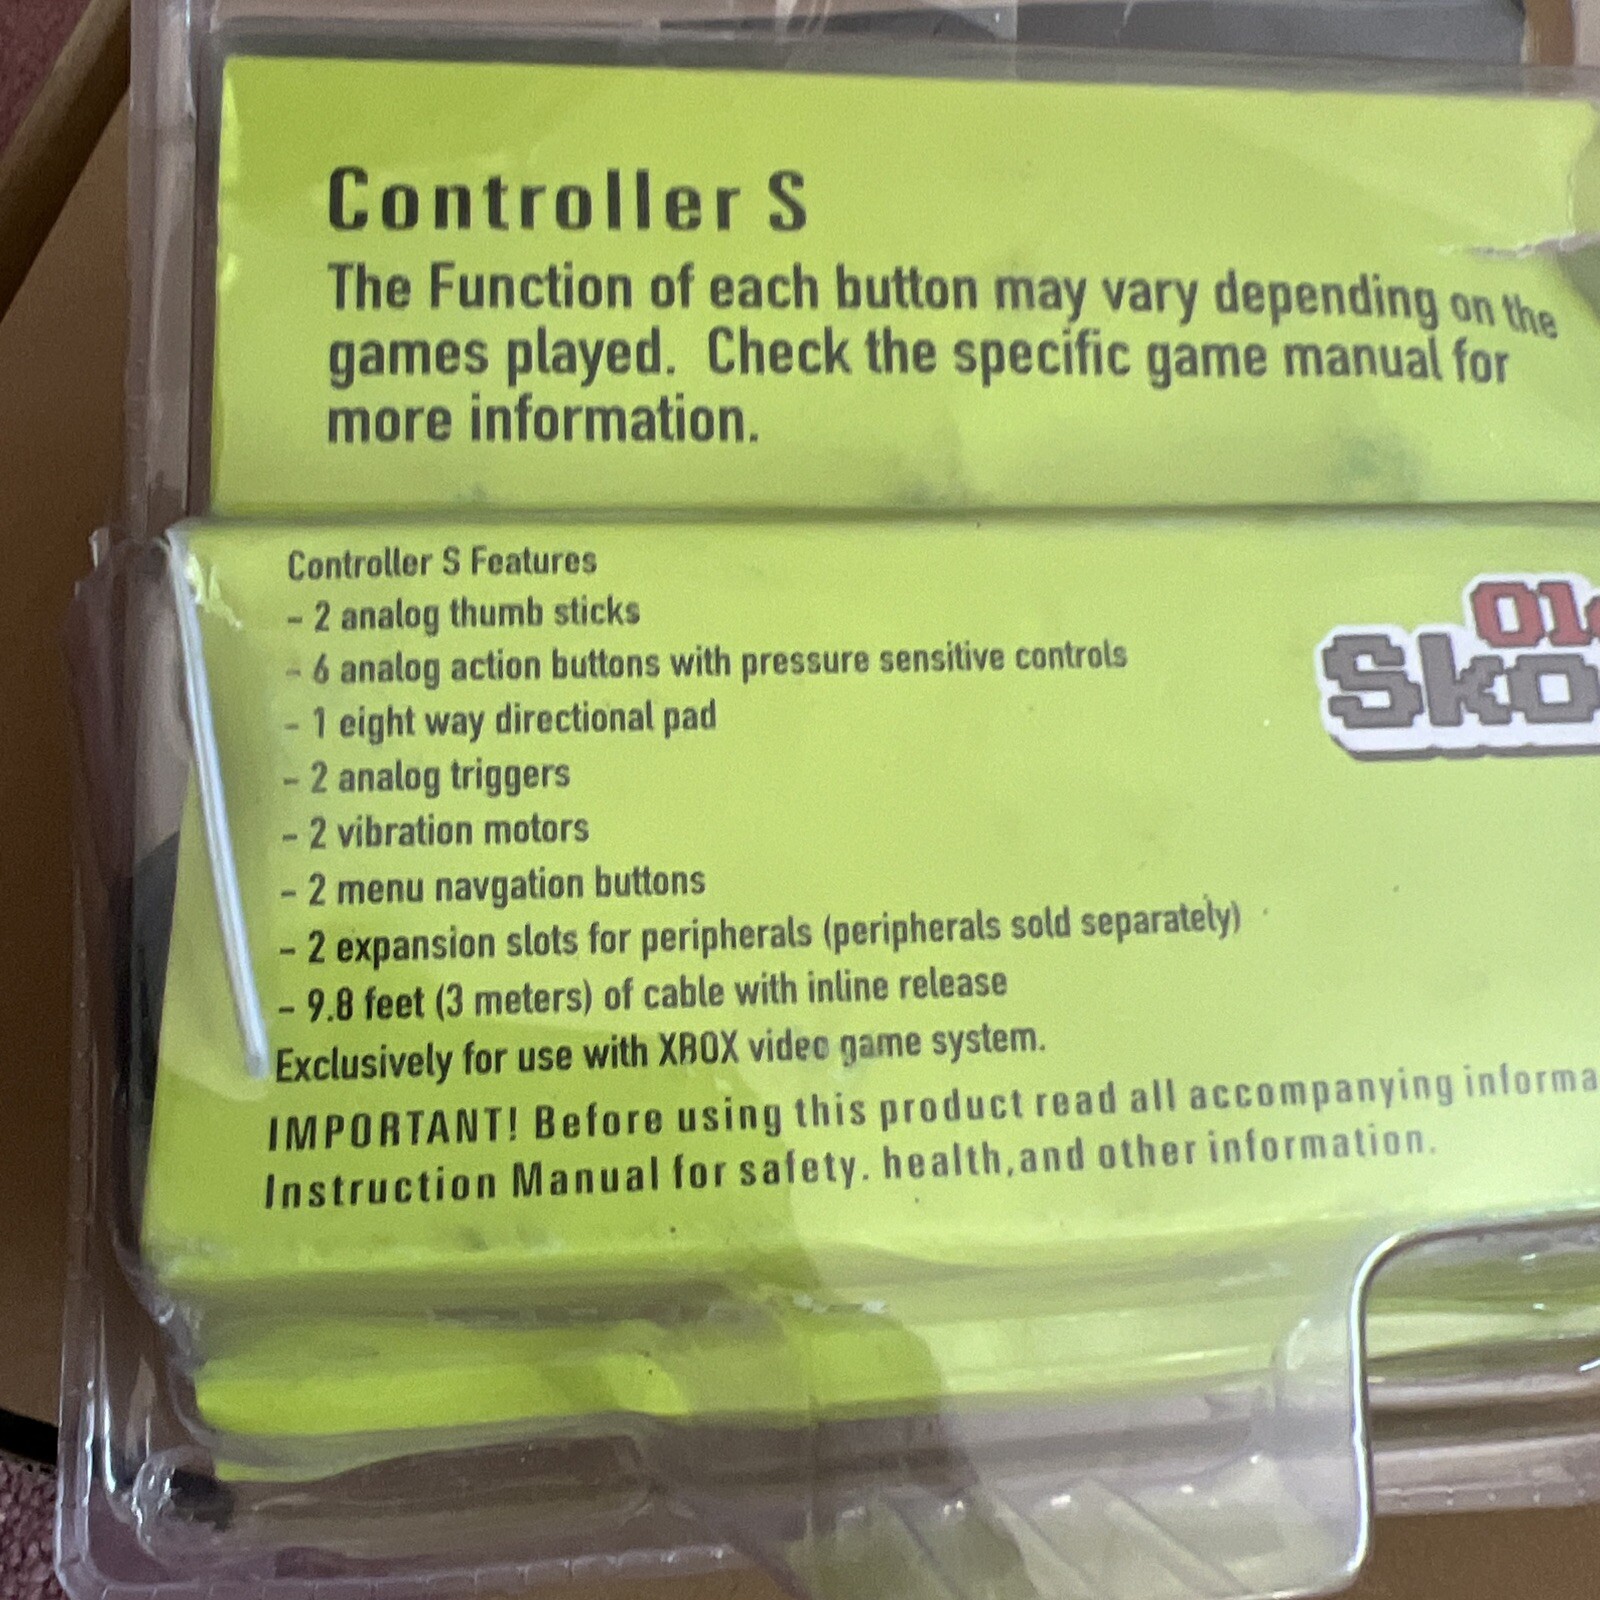 Controller S
The Function of each button may vary depending on the
games played. Check the specific game manual for
more information.
Controller S Features
- 2 analog thumb sticks
- 6 analog action buttons with pressure sensitive controls
- 1 eight way directional pad
- 2 analog triggers
- 2 vibration motors
- 2 menu navgation buttons
- 2 expansion slots for peripherals (peripherals sold separately)
- 9.8 feet (3 meters) of cable with inline release
Exclusively for use with XBOX video game system.
IMPORTANT! Before using this product read all accompanying informa
Instruction Manual for safety. health,and other information.
Ol
Sko